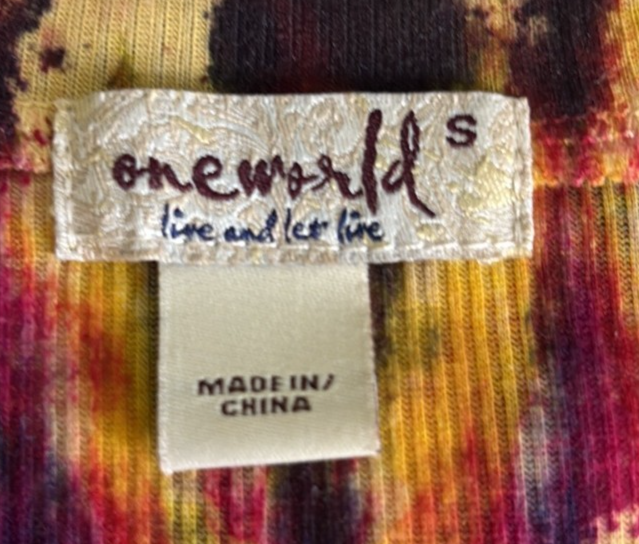 oneworld S
live and let live
MADE IN/
CHINA